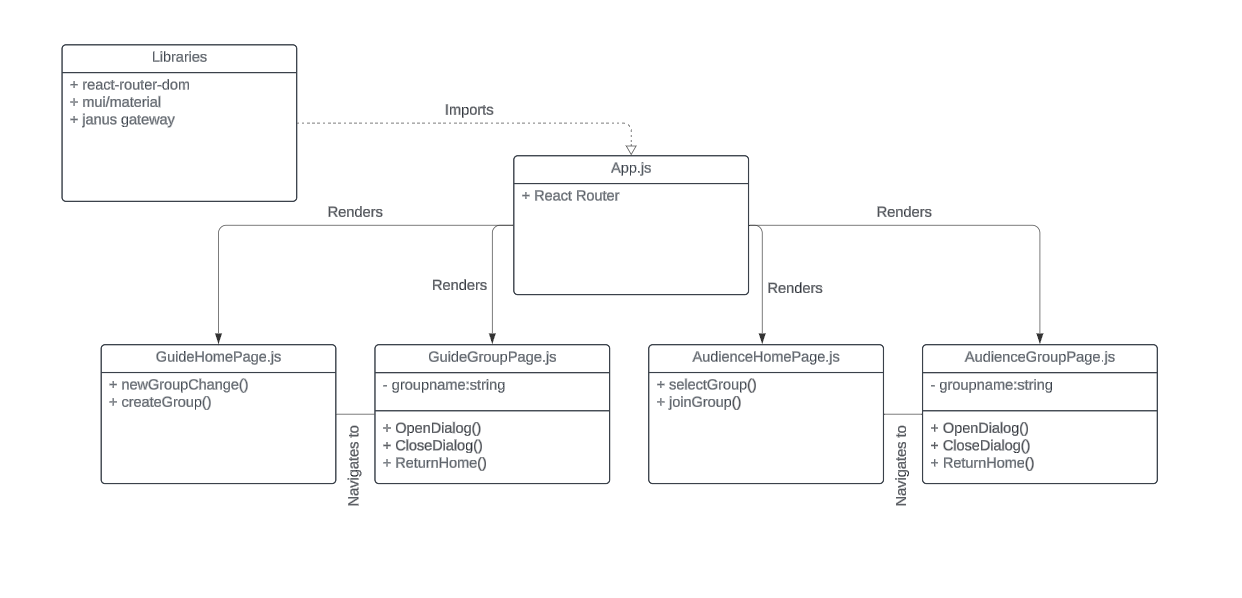 Libraries
+ react-router-dom
+ mui/material
+ janus gateway
Imports
App.js
+ React Router
Renders
Renders
Renders
Renders
GuideHomePage.js
+ newGroupChange()
+ createGroup()
Navigates to
GuideGroupPage.js
- groupname:string
+ OpenDialog()
+ CloseDialog()
+ ReturnHome()
AudienceHomePage.js
+ selectGroup()
+ joinGroup()
Navigates to
AudienceGroupPage.js
- groupname:string
+ OpenDialog()
+ CloseDialog()
+ ReturnHome()